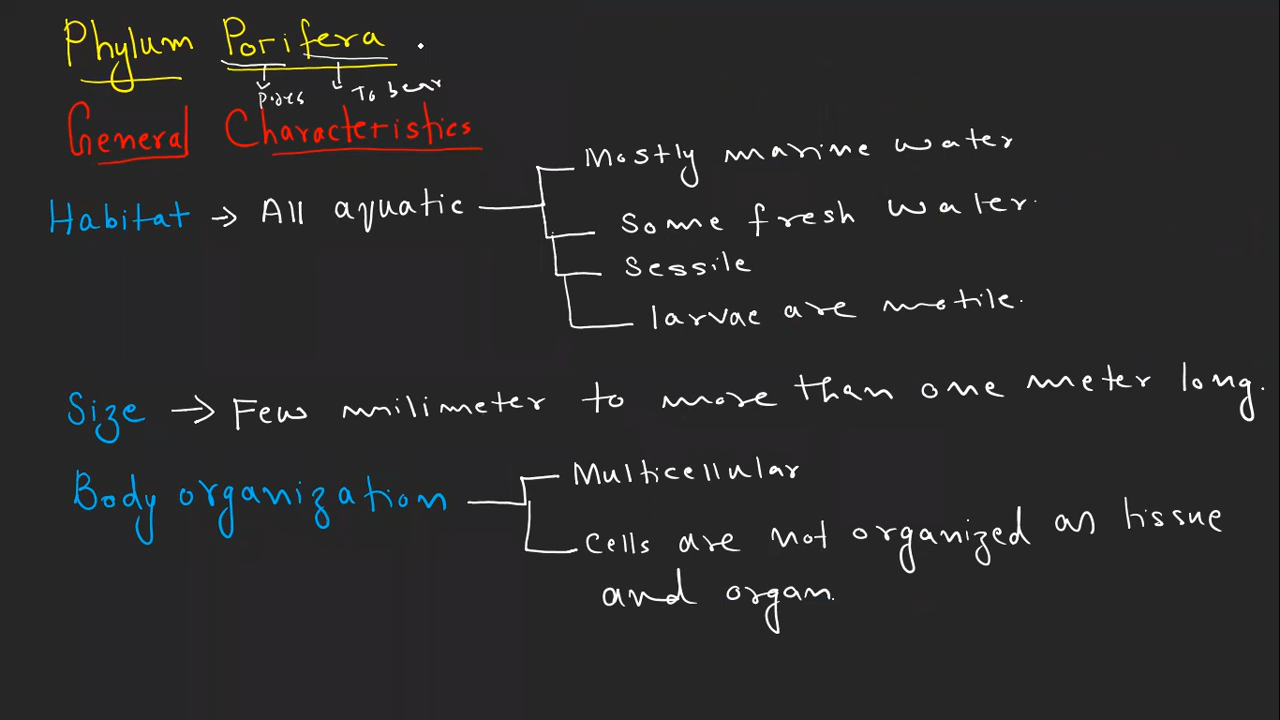 Phylum Porifera.
Pores To bear
General Characteristics
Mostly marine water
Habitat → All aquatic
Some fresh water.
Sessile
larvae are motile.
Size → Few milimeter to more than one meter long.
Body organization
Multicellular
Cells are not organized as tissue
and organ.